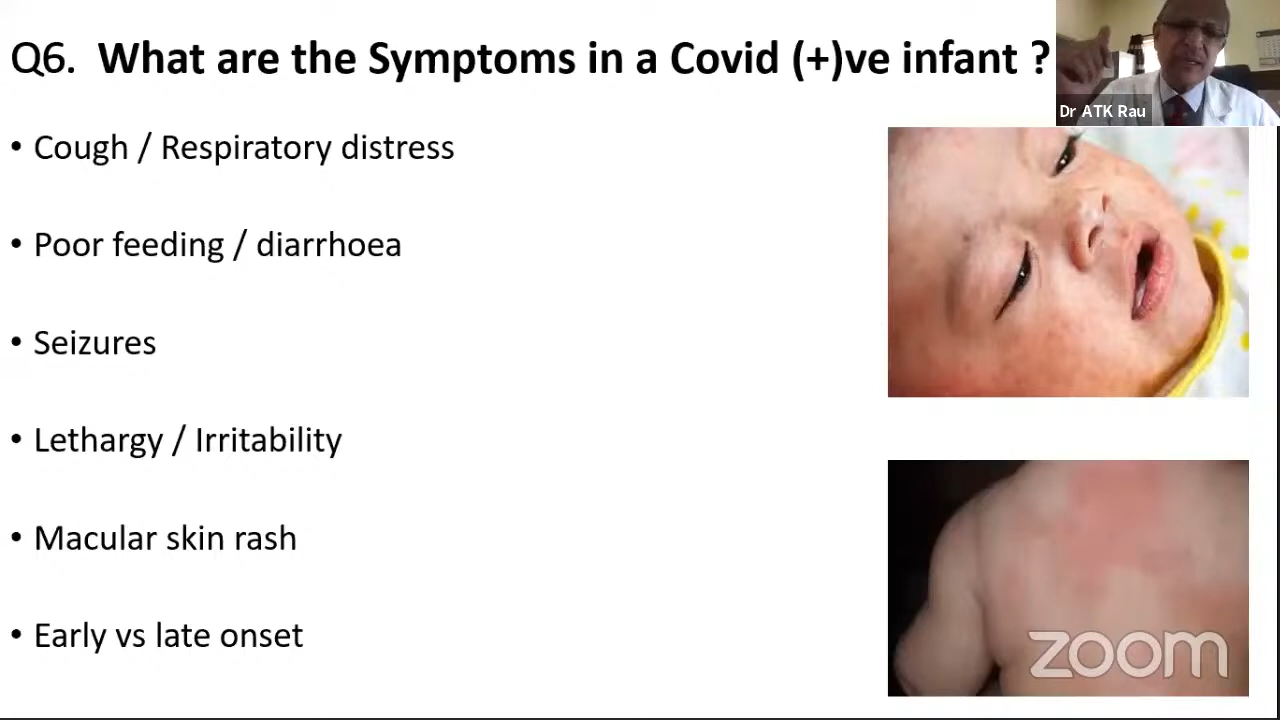 Q6. What are the Symptoms in a Covid (+)ve infant ?
Dr ATK Rau
• Cough / Respiratory distress
• Poor feeding / diarrhoea
• Seizures
• Lethargy / Irritability
• Macular skin rash
• Early vs late onset
zoom